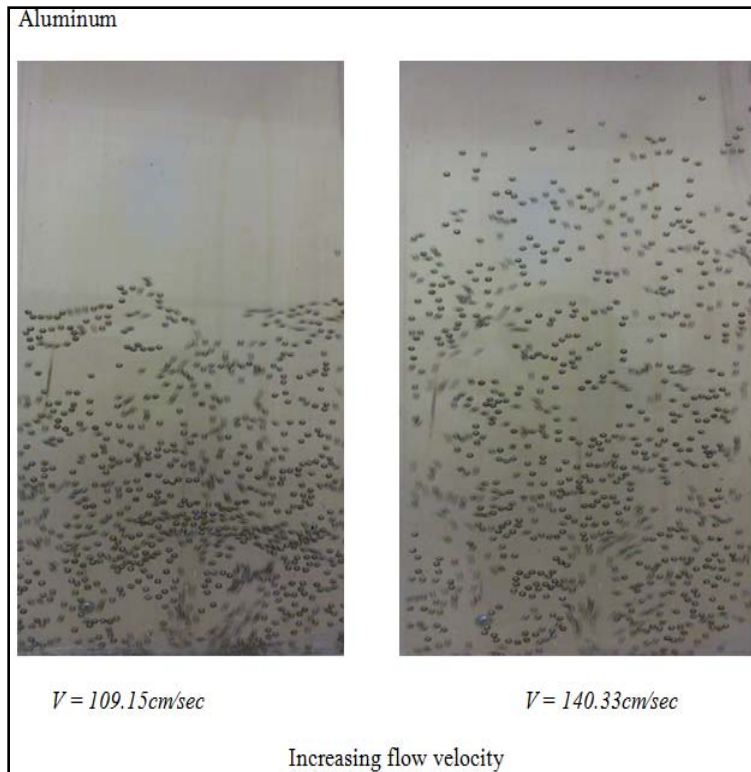 Aluminum
V = 109.15cm/sec
V = 140.33cm/sec
Increasing flow velocity